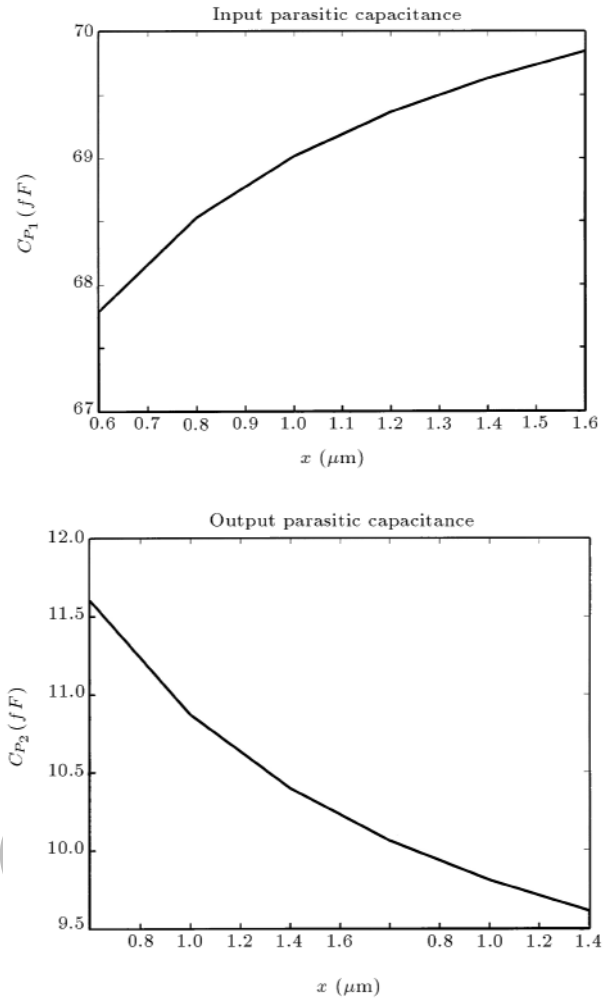 Input parasitic capacitance
70
69
68
67
C_{P_1} (fF)
0.6 0.7 0.8 0.9 1.0 1.1 1.2 1.3 1.4 1.5 1.6
x (μm)
Output parasitic capacitance
12.0
11.5
11.0
10.5
10.0
9.5
C_{P_2} (fF)
0.8 1.0 1.2 1.4 1.6 0.8 1.0 1.2 1.4
x (μm)